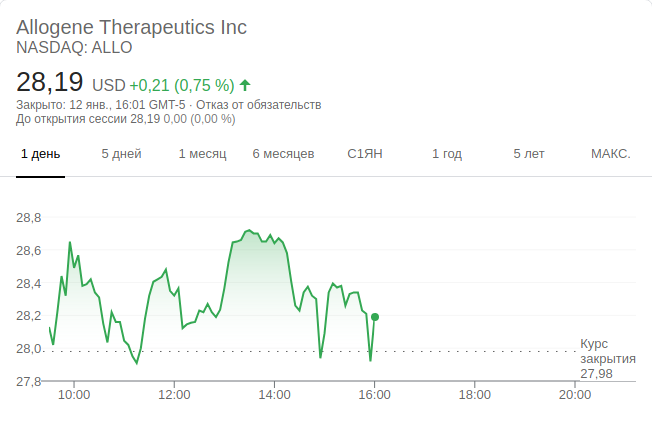 Allogene Therapeutics Inc
NASDAQ: ALLO
28,19 USD +0,21 (0,75 %)
Закрыто: 12 янв., 16:01 GMT-5 · Отказ от обязательств
До открытия сессии 28,19 0,00 (0,00 %)
1 день 5 дней 1 месяц 6 месяцев С1ЯН 1 год 5 лет МАКС.
28,8
28,6
28,4
28,2
28,0
27,8
Курс
закрытия
27,98
10:00 12:00 14:00 16:00 18:00 20:00